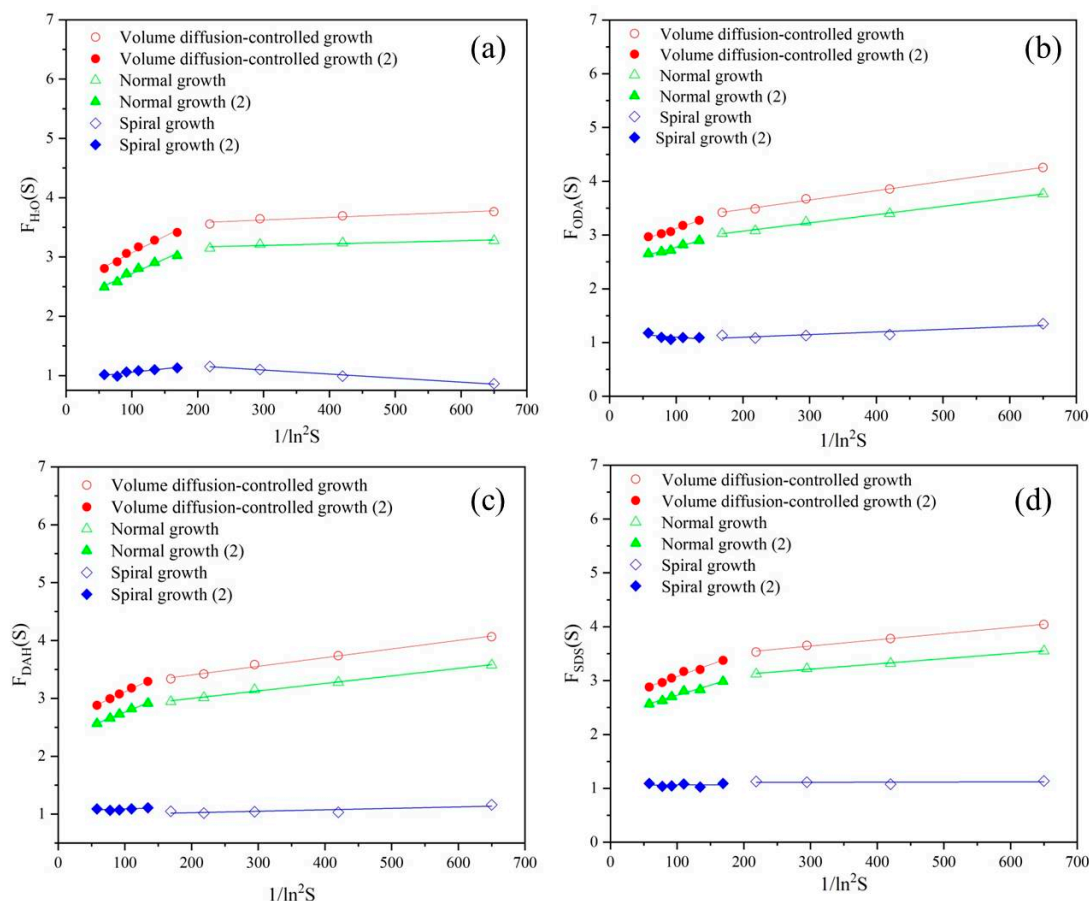 (a)
Volume diffusion-controlled growth
Volume diffusion-controlled growth (2)
Normal growth
Normal growth (2)
Spiral growth
Spiral growth (2)
F_H₂O(S)
7
6
5
4
3
2
1
0 100 200 300 400 500 600 700
1/ln²S
(b)
Volume diffusion-controlled growth
Volume diffusion-controlled growth (2)
Normal growth
Normal growth (2)
Spiral growth
Spiral growth (2)
F_ODA(S)
7
6
5
4
3
2
1
0
0 100 200 300 400 500 600 700
1/ln²S
(c)
Volume diffusion-controlled growth
Volume diffusion-controlled growth (2)
Normal growth
Normal growth (2)
Spiral growth
Spiral growth (2)
F_DAH(S)
7
6
5
4
3
2
1
0 100 200 300 400 500 600 700
1/ln²S
(d)
Volume diffusion-controlled growth
Volume diffusion-controlled growth (2)
Normal growth
Normal growth (2)
Spiral growth
Spiral growth (2)
F_SDS(S)
7
6
5
4
3
2
1
0
0 100 200 300 400 500 600 700
1/ln²S